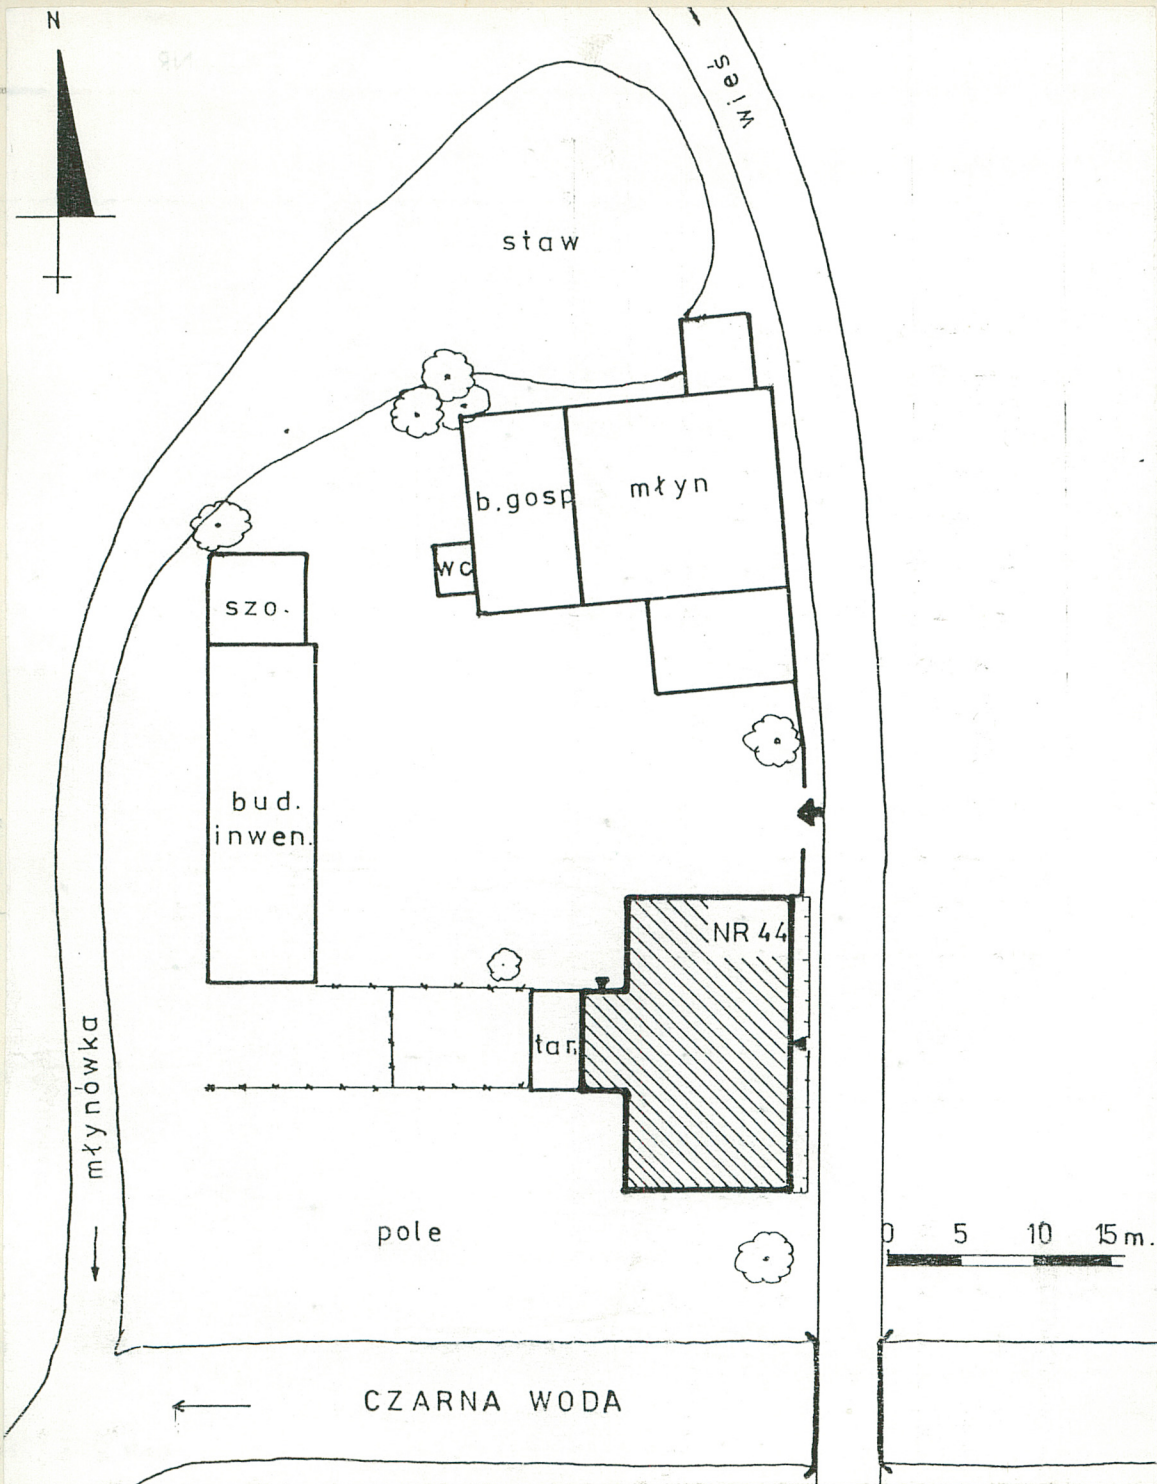 N
wieś
staw
b.gosp
młyn
wc
szo.
bud.
inwen.
NR 44
tar.
młynówka
pole
0 5 10 15 m.
CZARNA WODA